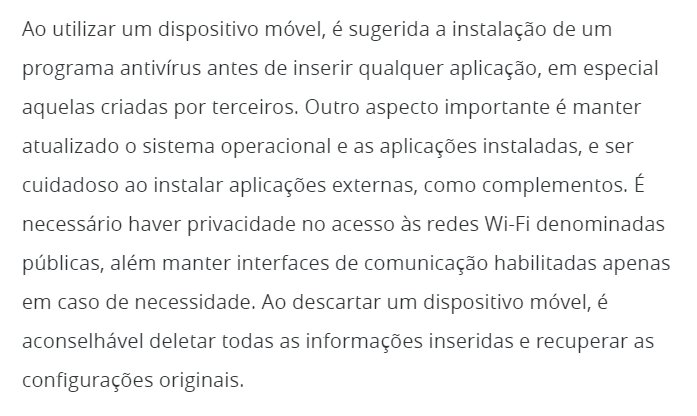 Ao utilizar um dispositivo móvel, é sugerida a instalação de um
programa antivírus antes de inserir qualquer aplicação, em especial
aquelas criadas por terceiros. Outro aspecto importante é manter
atualizado o sistema operacional e as aplicações instaladas, e ser
cuidadoso ao instalar aplicações externas, como complementos. É
necessário haver privacidade no acesso às redes Wi-Fi denominadas
públicas, além manter interfaces de comunicação habilitadas apenas
em caso de necessidade. Ao descartar um dispositivo móvel, é
aconselhável deletar todas as informações inseridas e recuperar as
configurações originais.